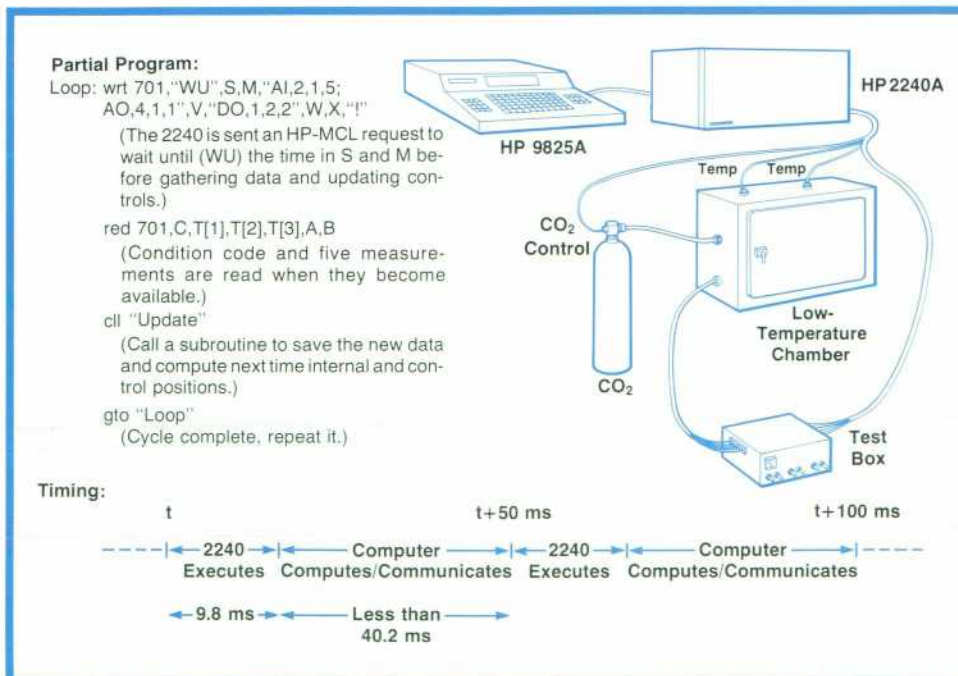 Partial Program:
Loop: wrt 701,“WU”,S,M,“AI,2,1,5;
AO,4,1,1”,V,“DO,1,2,2”,W,X,“!”
(The 2240 is sent an HP-MCL request to
wait until (WU) the time in S and M be-
fore gathering data and updating con-
trols.)
red 701,C,T[1],T[2],T[3],A,B
(Condition code and five measure-
ments are read when they become
available.)
cll “Update”
(Call a subroutine to save the new data
and compute next time internal and con-
trol positions.)
gto “Loop”
(Cycle complete, repeat it.)
HP 9825A
HP 2240A
Temp Temp
CO2
Control
Low-
Temperature
Chamber
CO2
Test
Box
Timing:
t t+50 ms t+100 ms
2240 Computer 2240 Computer
Executes Computes/Communicates Executes Computes/Communicates
9.8 ms Less than
40.2 ms